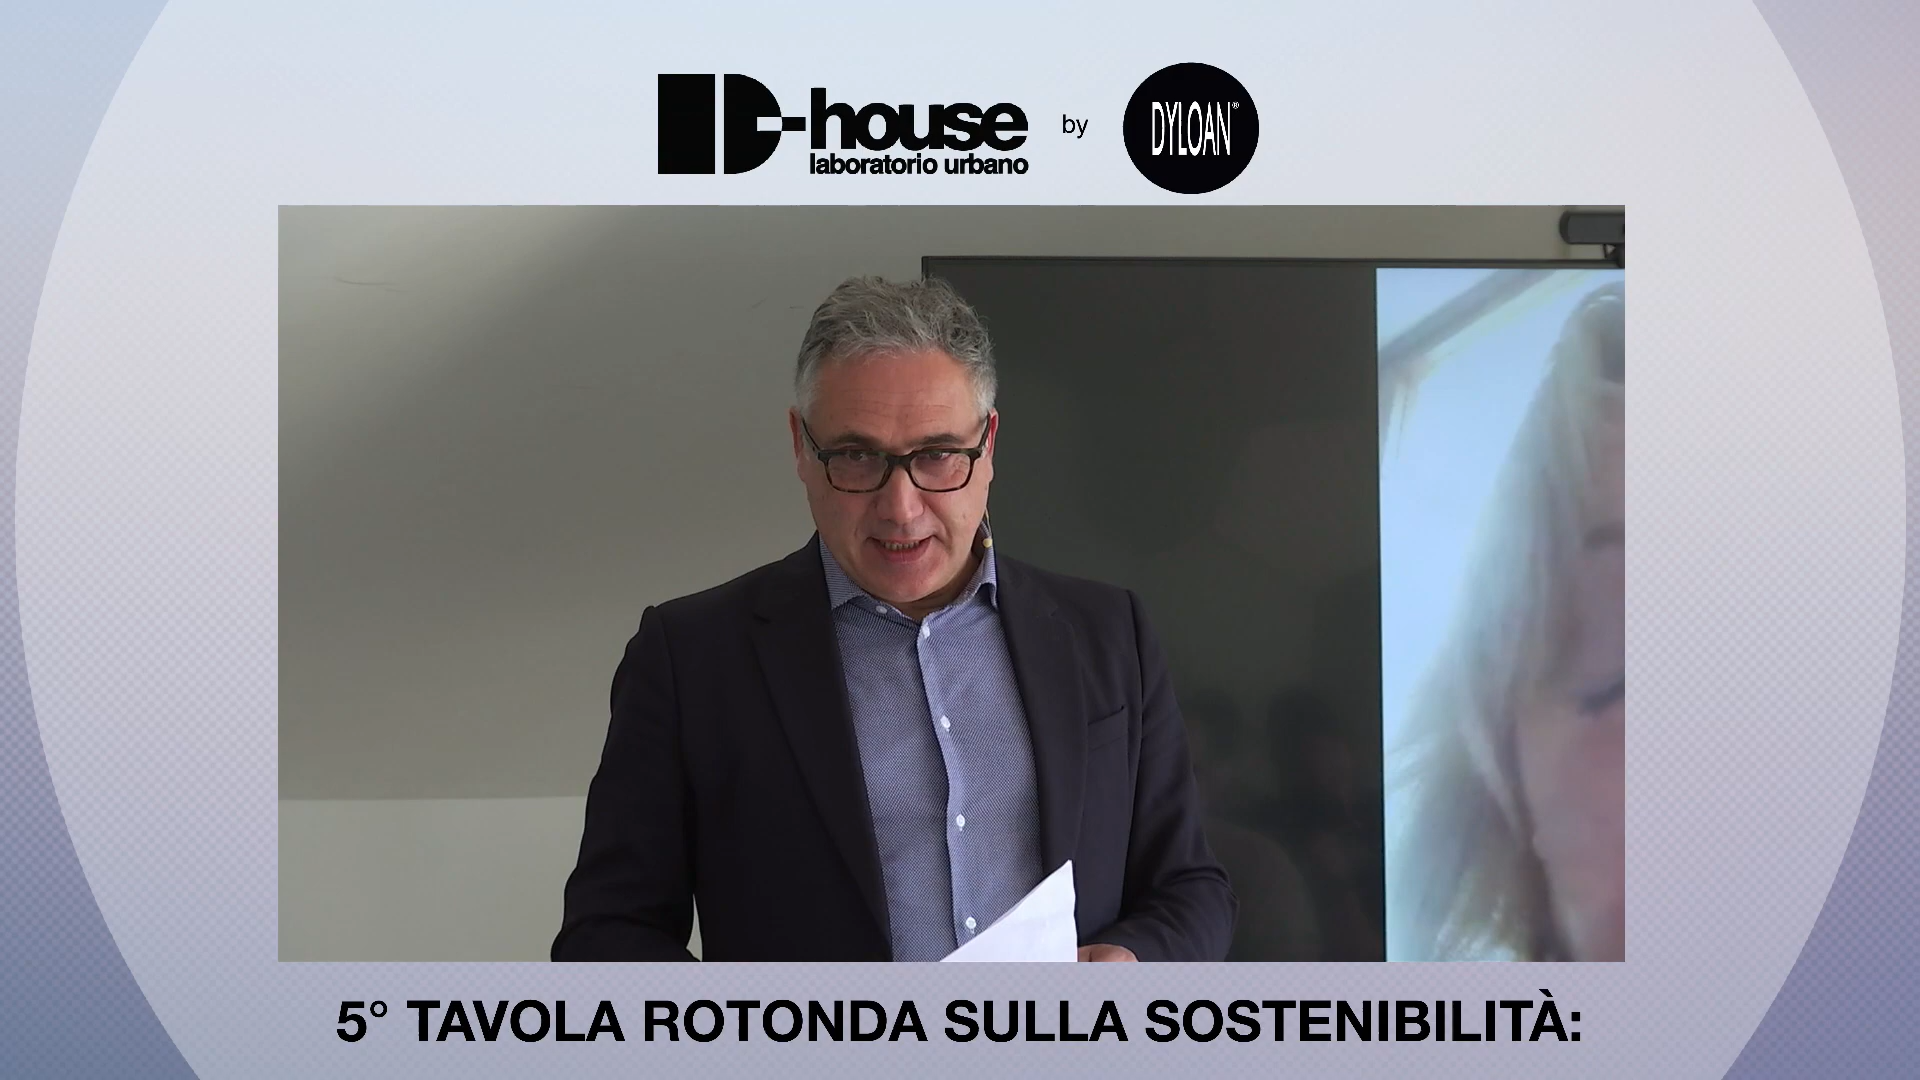 D-house
laboratorio urbano
by
DYLOAN®
5° TAVOLA ROTONDA SULLA SOSTENIBILITÀ: